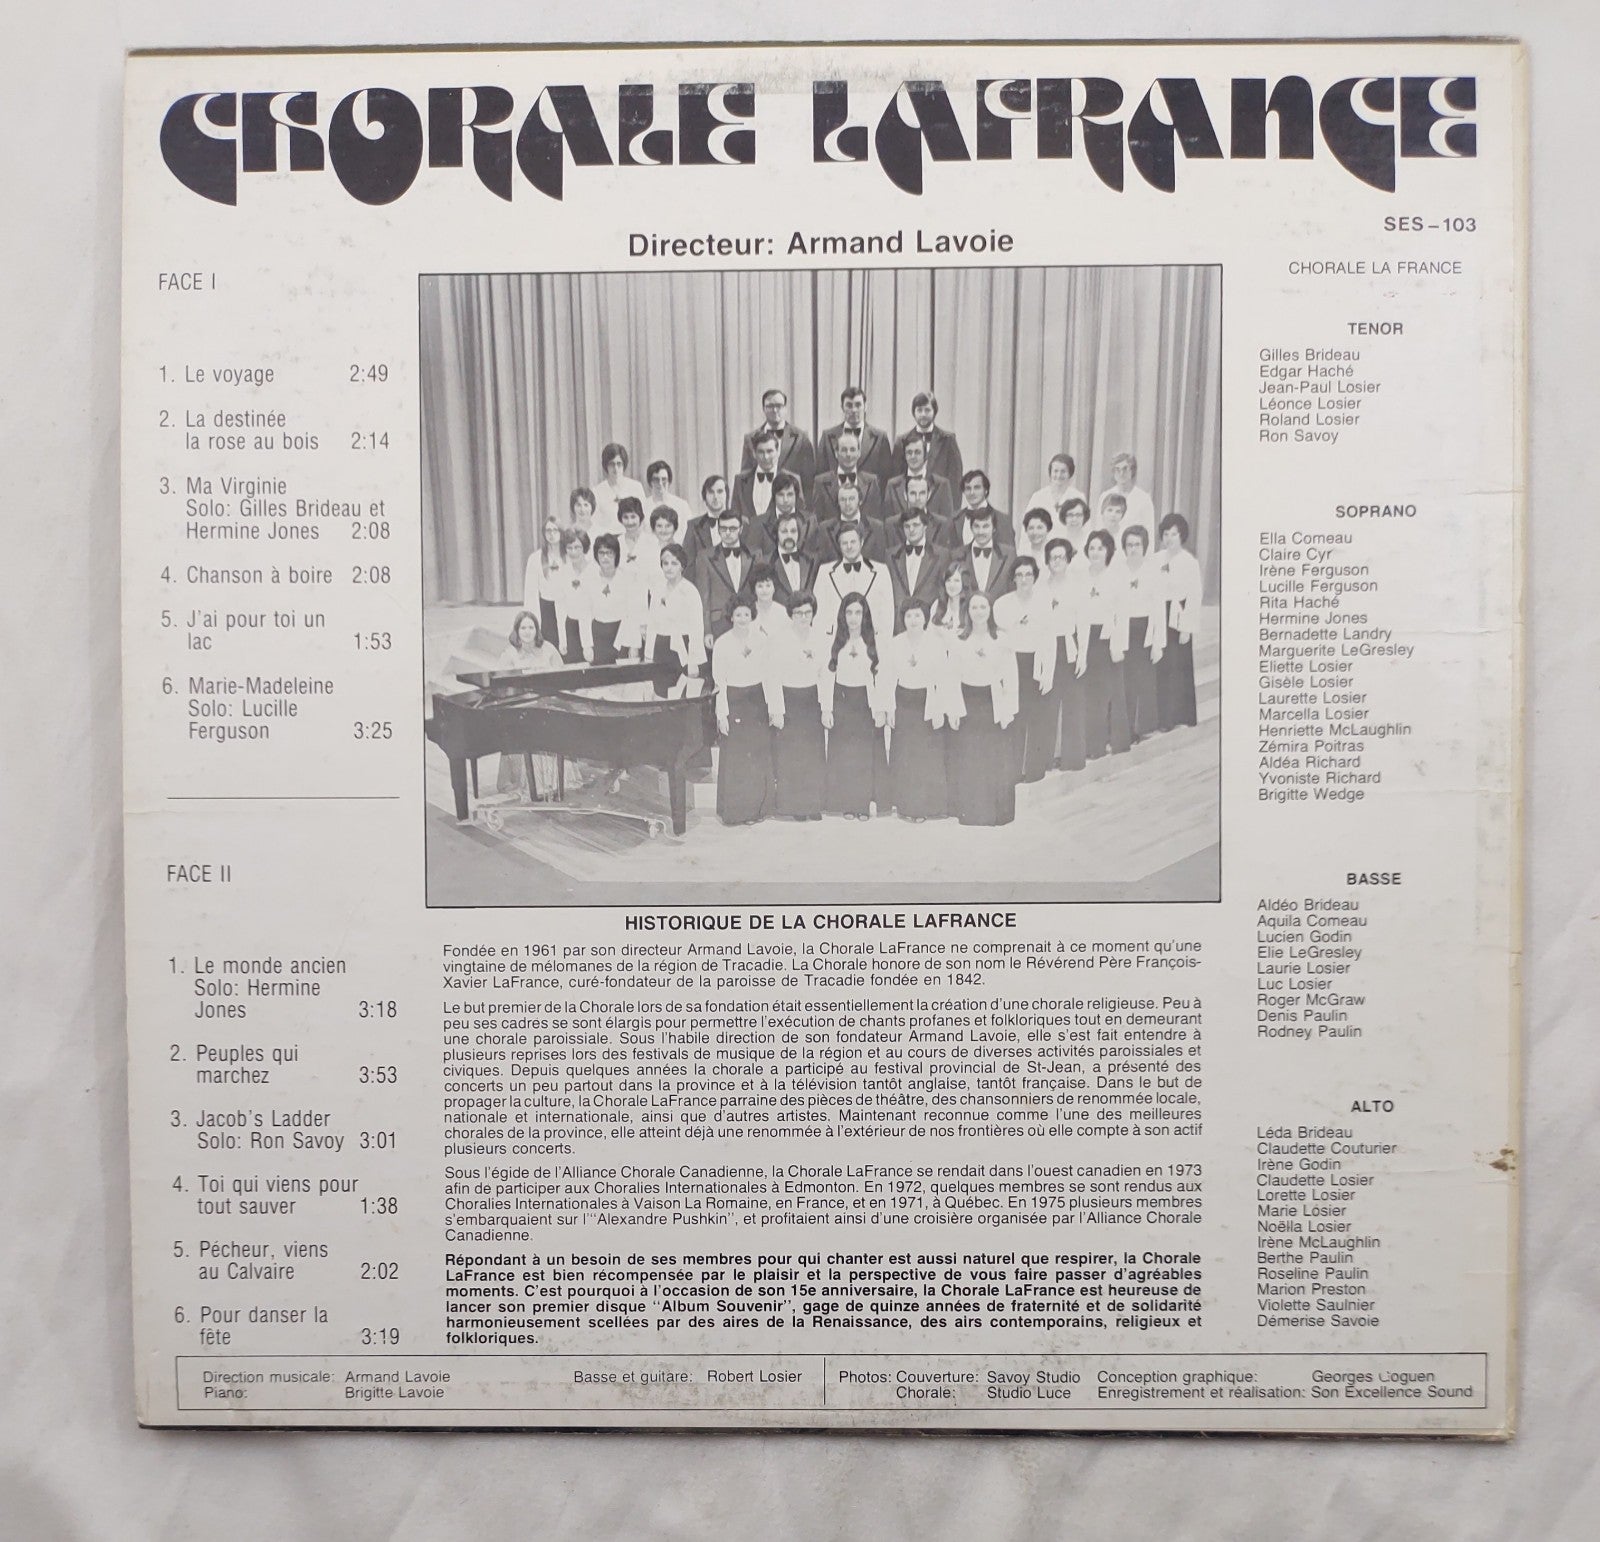 CHORALE LAFRANCE
SES-103
Directeur: Armand Lavoie
FACE I
1. Le voyage 2:49
2. La destinée
la rose au bois 2:14
3. Ma Virginie
Solo: Gilles Brideau et
Hermine Jones 2:08
4. Chanson à boire 2:08
5. J'ai pour toi un
lac 1:53
6. Marie-Madeleine
Solo: Lucille
Ferguson 3:25
FACE II
1. Le monde ancien
Solo: Hermine
Jones 3:18
2. Peuples qui
marchez 3:53
3. Jacob's Ladder
Solo: Ron Savoy 3:01
4. Toi qui viens pour
tout sauver 1:38
5. Pécheur, viens
au Calvaire 2:02
6. Pour danser la
fête 3:19
HISTORIQUE DE LA CHORALE LAFRANCE
Fondée en 1961 par son directeur Armand Lavoie, la Chorale LaFrance ne comprenait à ce moment qu'une
vingtaine de mélomanes de la région de Tracadie. La Chorale honore de son nom le Révérend Père François-
Xavier LaFrance, curé-fondateur de la paroisse de Tracadie fondée en 1842.
Le but premier de la Chorale lors de sa fondation était essentiellement la création d'une chorale religieuse. Peu à
peu ses cadres se sont élargis pour permettre l'exécution de chants profanes et folkloriques tout en demeurant
une chorale paroissiale. Sous l'habile direction de son fondateur Armand Lavoie, elle s'est fait entendre à
plusieurs reprises lors des festivals de musique de la région et au cours de diverses activités paroissiales et
civiques. Depuis quelques années la chorale a participé au festival provincial de St-Jean, a présenté des
concerts un peu partout dans la province et à la télévision tantôt anglaise, tantôt française. Dans le but de
propager la culture, la Chorale LaFrance parraine des pièces de théâtre, des chansonniers de renommée locale,
nationale et internationale, ainsi que d'autres artistes. Maintenant reconnue comme l'une des meilleures
chorales de la province, elle atteint déjà une renommée à l'extérieur de nos frontières où elle compte à son actif
plusieurs concerts.
Sous l'égide de l'Alliance Chorale Canadienne, la Chorale LaFrance se rendait dans l'ouest canadien en 1973
afin de participer aux Choralies Internationales à Edmonton. En 1972, quelques membres se sont rendus aux
Choralies Internationales à Vaison La Romaine, en France, et en 1971, à Québec. En 1975 plusieurs membres
s'embarquaient sur l'"Alexandre Pushkin", et profitaient ainsi d'une croisière organisée par l'Alliance Chorale
Canadienne.
Répondant à un besoin de ses membres pour qui chanter est aussi naturel que respirer, la Chorale
LaFrance est bien récompensée par le plaisir et la perspective de vous faire passer d'agréables
moments. C'est pourquoi à l'occasion de son 15e anniversaire, la Chorale LaFrance est heureuse de
lancer son premier disque "Album Souvenir", gage de quinze années de fraternité et de solidarité
harmonieusement scellées par des aires de la Renaissance, des airs contemporains, religieux et
folkloriques.
CHORALE LA FRANCE
TENOR
Gilles Brideau
Edgar Haché
Jean-Paul Losier
Léonce Losier
Roland Losier
Ron Savoy
SOPRANO
Ella Comeau
Claire Cyr
Irène Ferguson
Lucille Ferguson
Rita Haché
Hermine Jones
Bernadette Landry
Marguerite LeGresley
Eliette Losier
Gisèle Losier
Laurette Losier
Marcella Losier
Henriette McLaughlin
Zémira Poitras
Aldéa Richard
Yvoniste Richard
Brigitte Wedge
BASSE
Aldéo Brideau
Aquila Comeau
Lucien Godin
Elie LeGresley
Laurie Losier
Luc Losier
Roger McGraw
Denis Paulin
Rodney Paulin
ALTO
Léda Brideau
Claudette Couturier
Irène Godin
Claudette Losier
Lorette Losier
Marie Losier
Noëlla Losier
Irène McLaughlin
Berthe Paulin
Roseline Paulin
Marion Preston
Violette Saulnier
Démerise Savoie
Direction musicale: Armand Lavoie
Piano: Brigitte Lavoie
Basse et guitare: Robert Losier
Photos: Couverture: Savoy Studio
Chorale: Studio Luce
Conception graphique: Georges Goguen
Enregistrement et réalisation: Son Excellence Sound